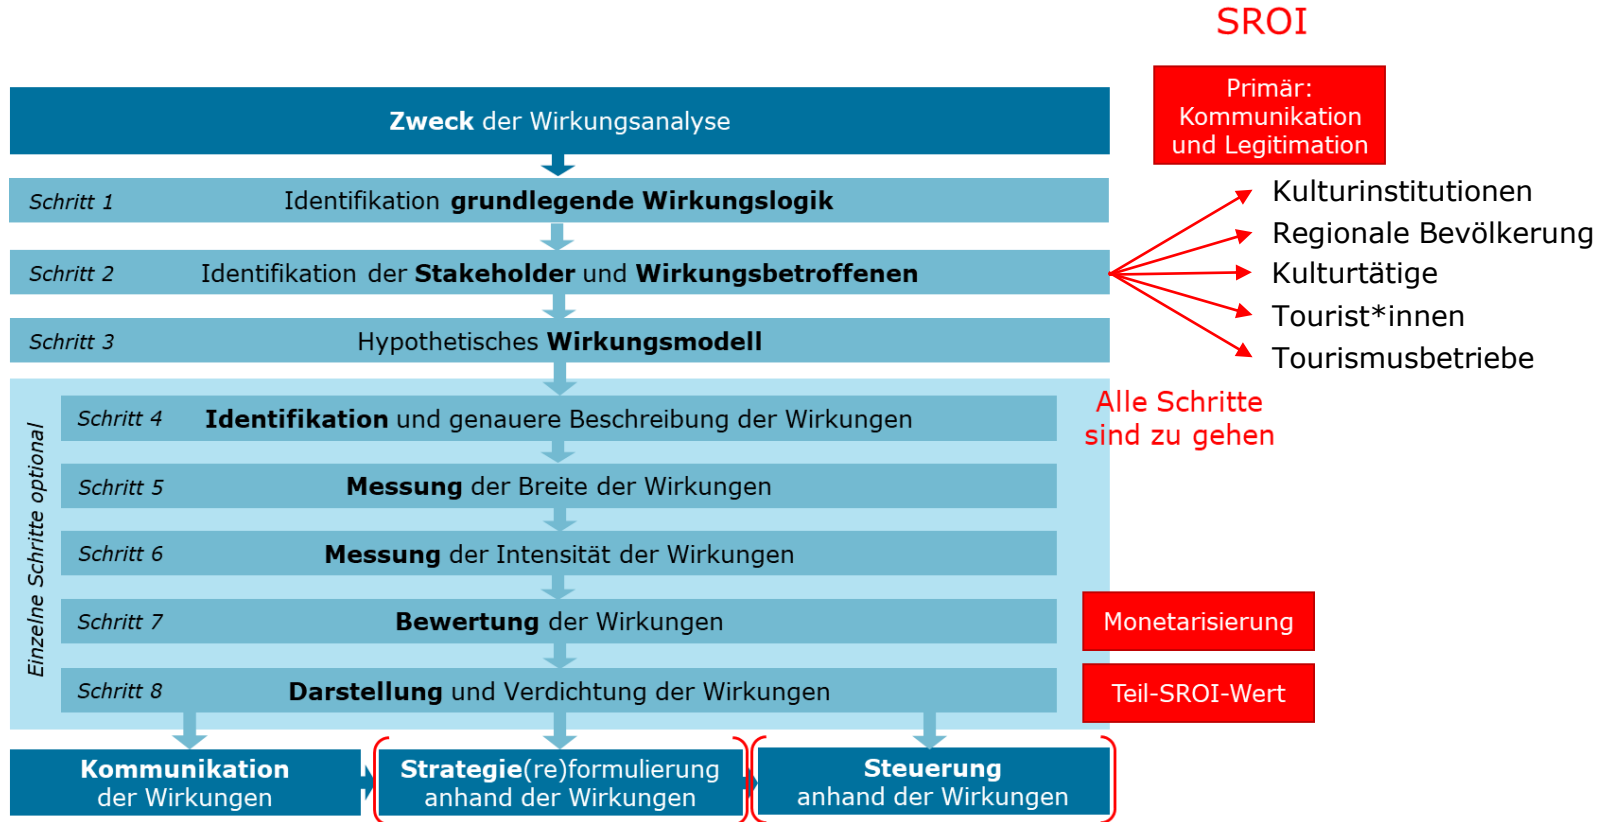 SROI
Primär:
Kommunikation
und Legitimation
Zweck der Wirkungsanalyse
Schritt 1
Identifikation grundlegende Wirkungslogik
Schritt 2
Identifikation der Stakeholder und Wirkungsbetroffenen
Kulturinstitutionen
Regionale Bevölkerung
Kulturtätige
Tourist*innen
Tourismusbetriebe
Schritt 3
Hypothetisches Wirkungsmodell
Einzelne Schritte optional
Alle Schritte
sind zu gehen
Schritt 4
Identifikation und genauere Beschreibung der Wirkungen
Schritt 5
Messung der Breite der Wirkungen
Schritt 6
Messung der Intensität der Wirkungen
Schritt 7
Bewertung der Wirkungen
Monetarisierung
Schritt 8
Darstellung und Verdichtung der Wirkungen
Teil-SROI-Wert
Kommunikation
der Wirkungen
Strategie(re)formulierung
anhand der Wirkungen
Steuerung
anhand der Wirkungen